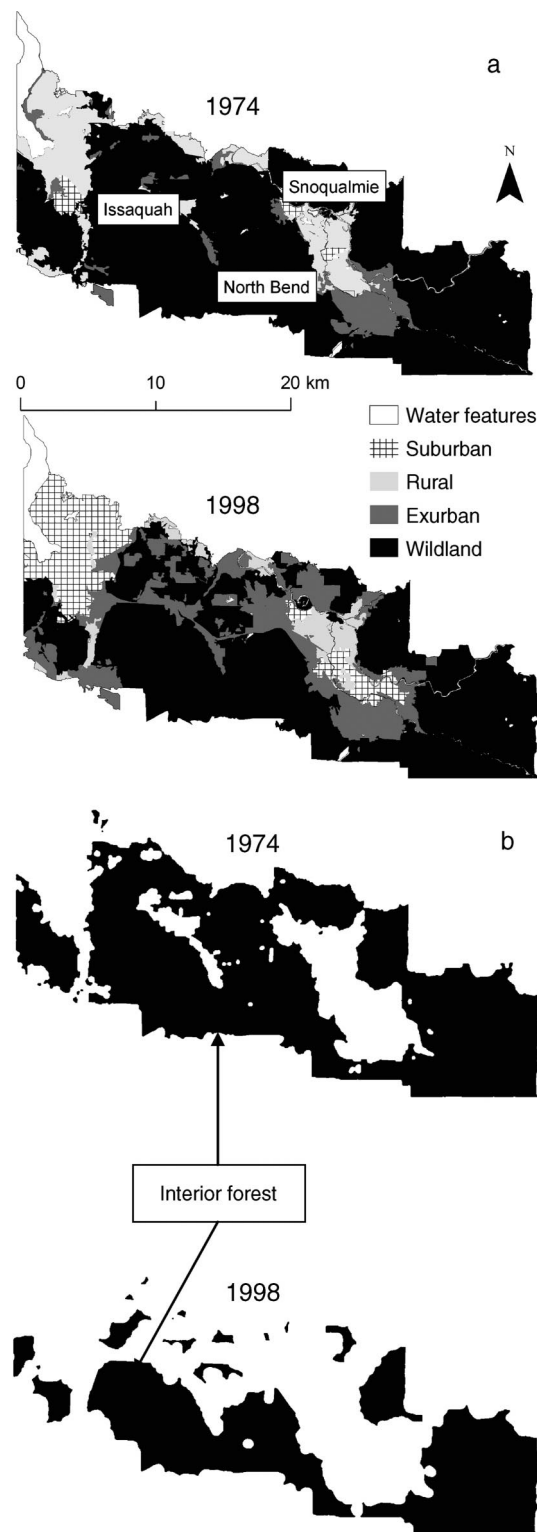 a
1974
N
Snoqualmie
Issaquah
North Bend
0 10 20 km
Water features
Suburban
Rural
Exurban
Wildland
1998
b
1974
Interior forest
1998